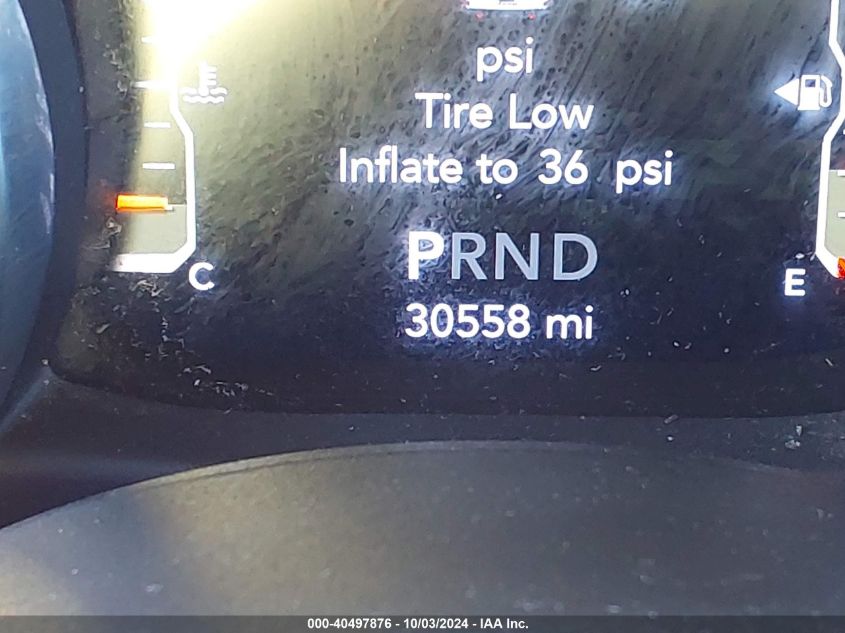 psi
Tire Low
Inflate to 36 psi
PRND
C
E
30558 mi
000-40497876 - 10/03/2024 - IAA Inc.